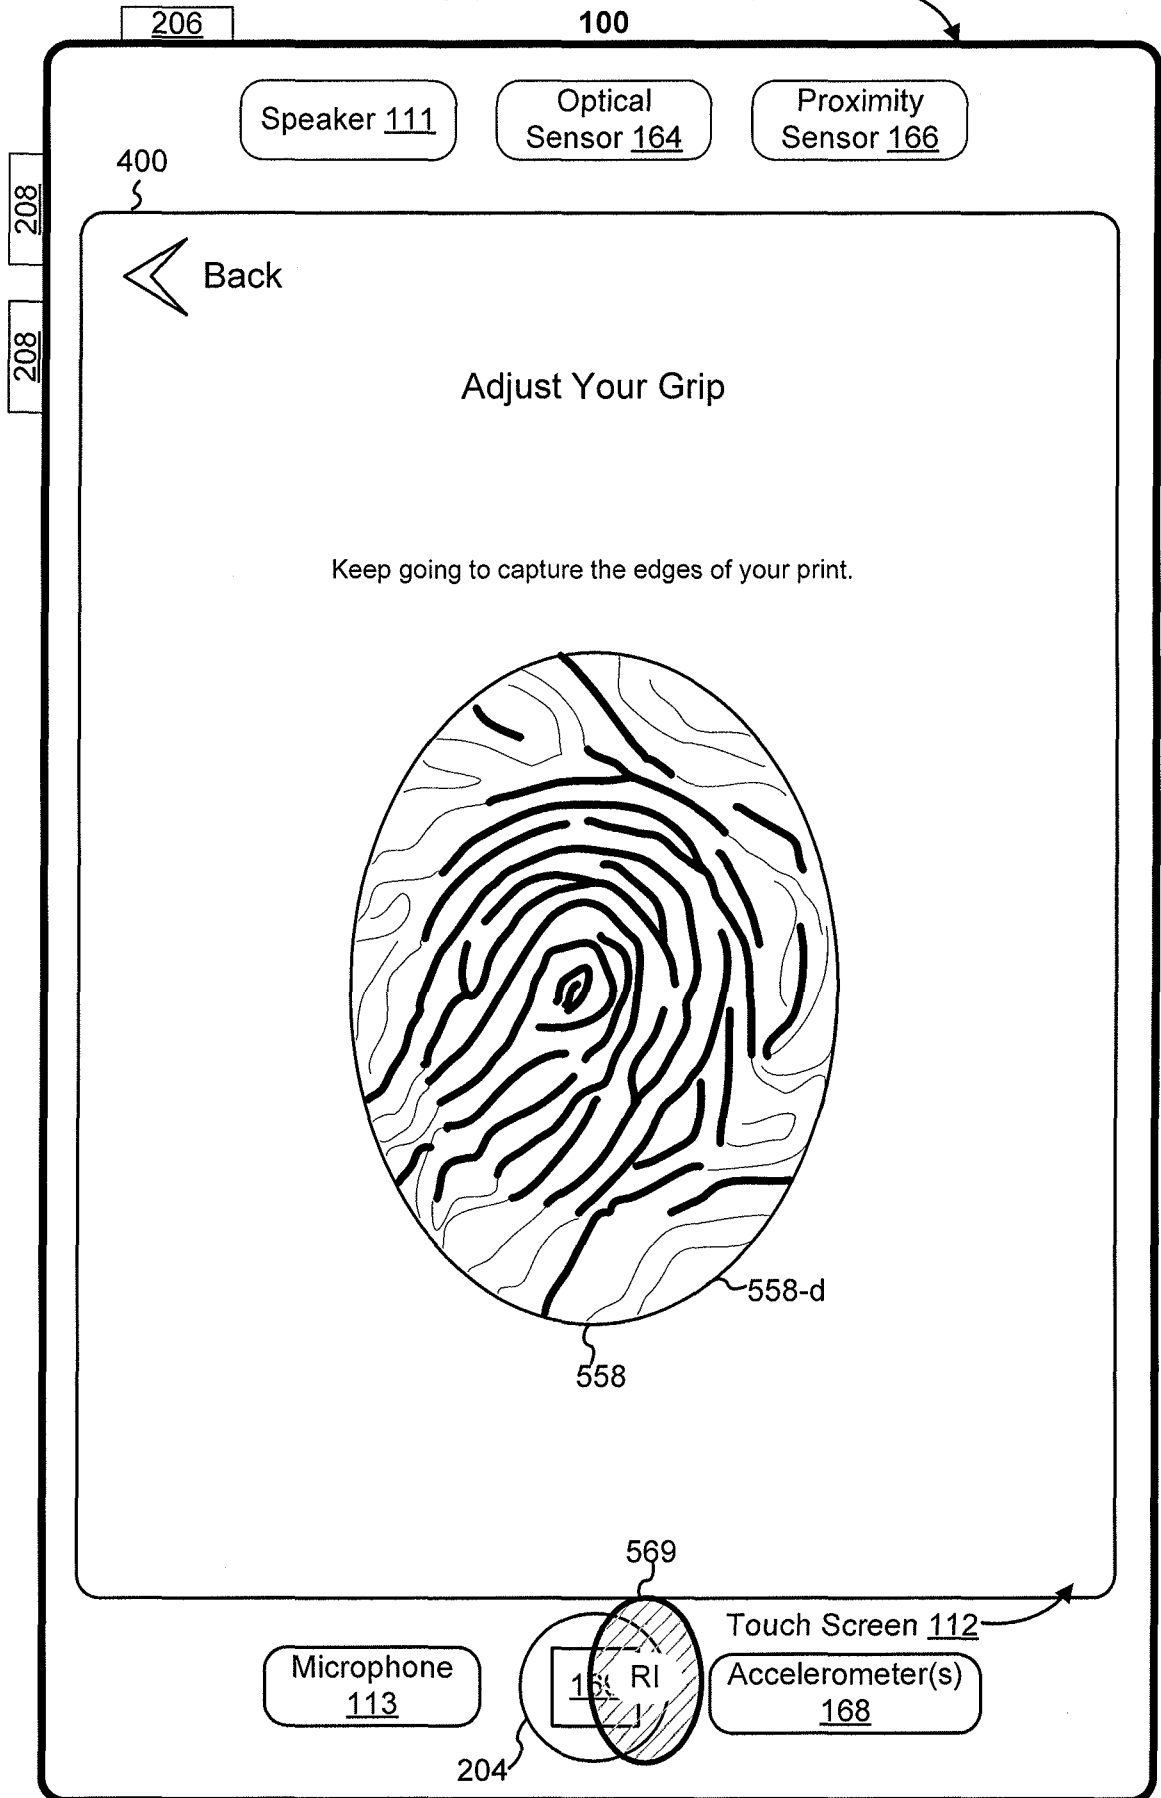 206
100
Speaker 111
Optical
Sensor 164
Proximity
Sensor 166
400
208
208
Back
Adjust Your Grip
Keep going to capture the edges of your print.
558-d
558
569
Touch Screen 112
Microphone
113
RI
Accelerometer(s)
168
204